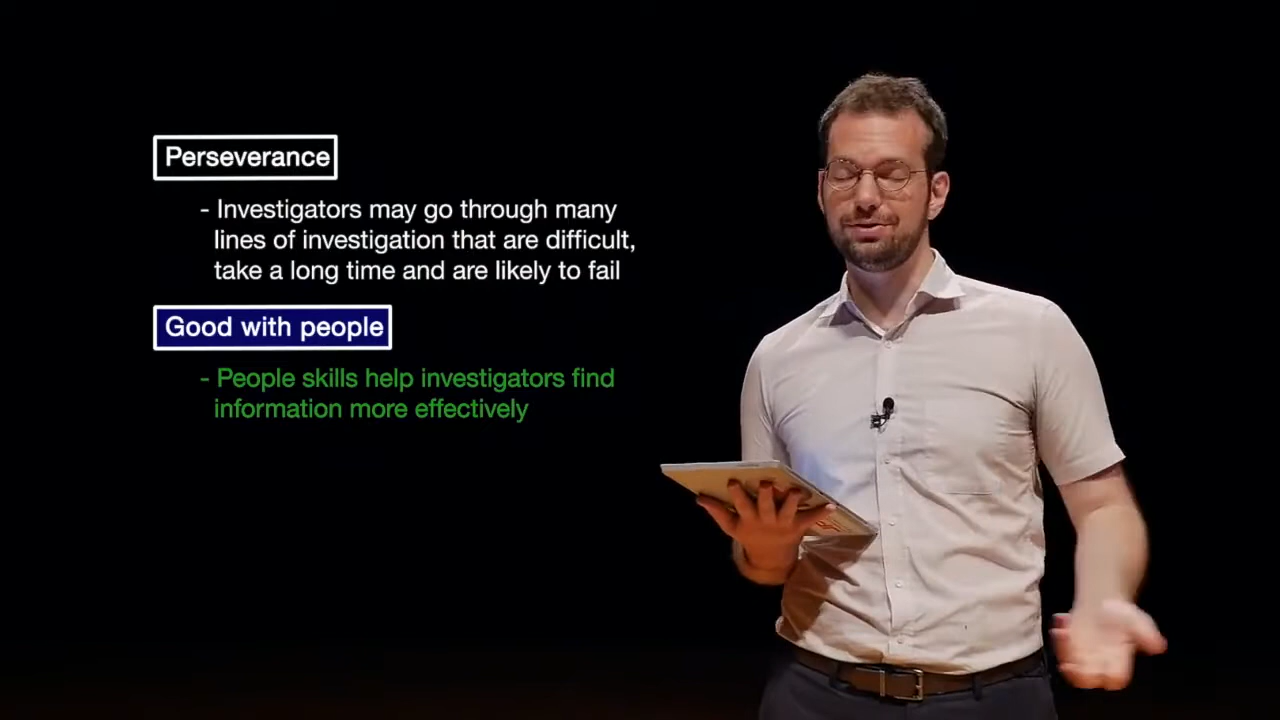 Perseverance
- Investigators may go through many
lines of investigation that are difficult,
take a long time and are likely to fail
Good with people
- People skills help investigators find
information more effectively